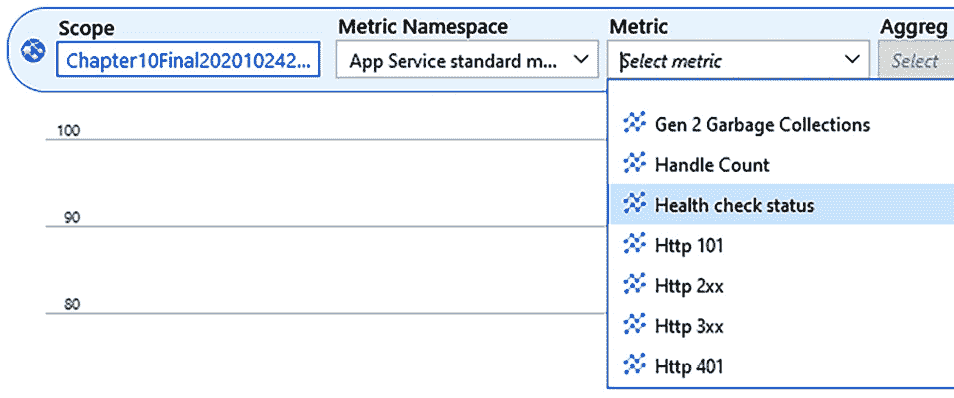 Scope
Metric Namespace
Metric
Aggreg
Chapter10Final202010242...
App Service standard m...
Select metric
Select
100
90
80
Gen 2 Garbage Collections
Handle Count
Health check status
Http 101
Http 2xx
Http 3xx
Http 401